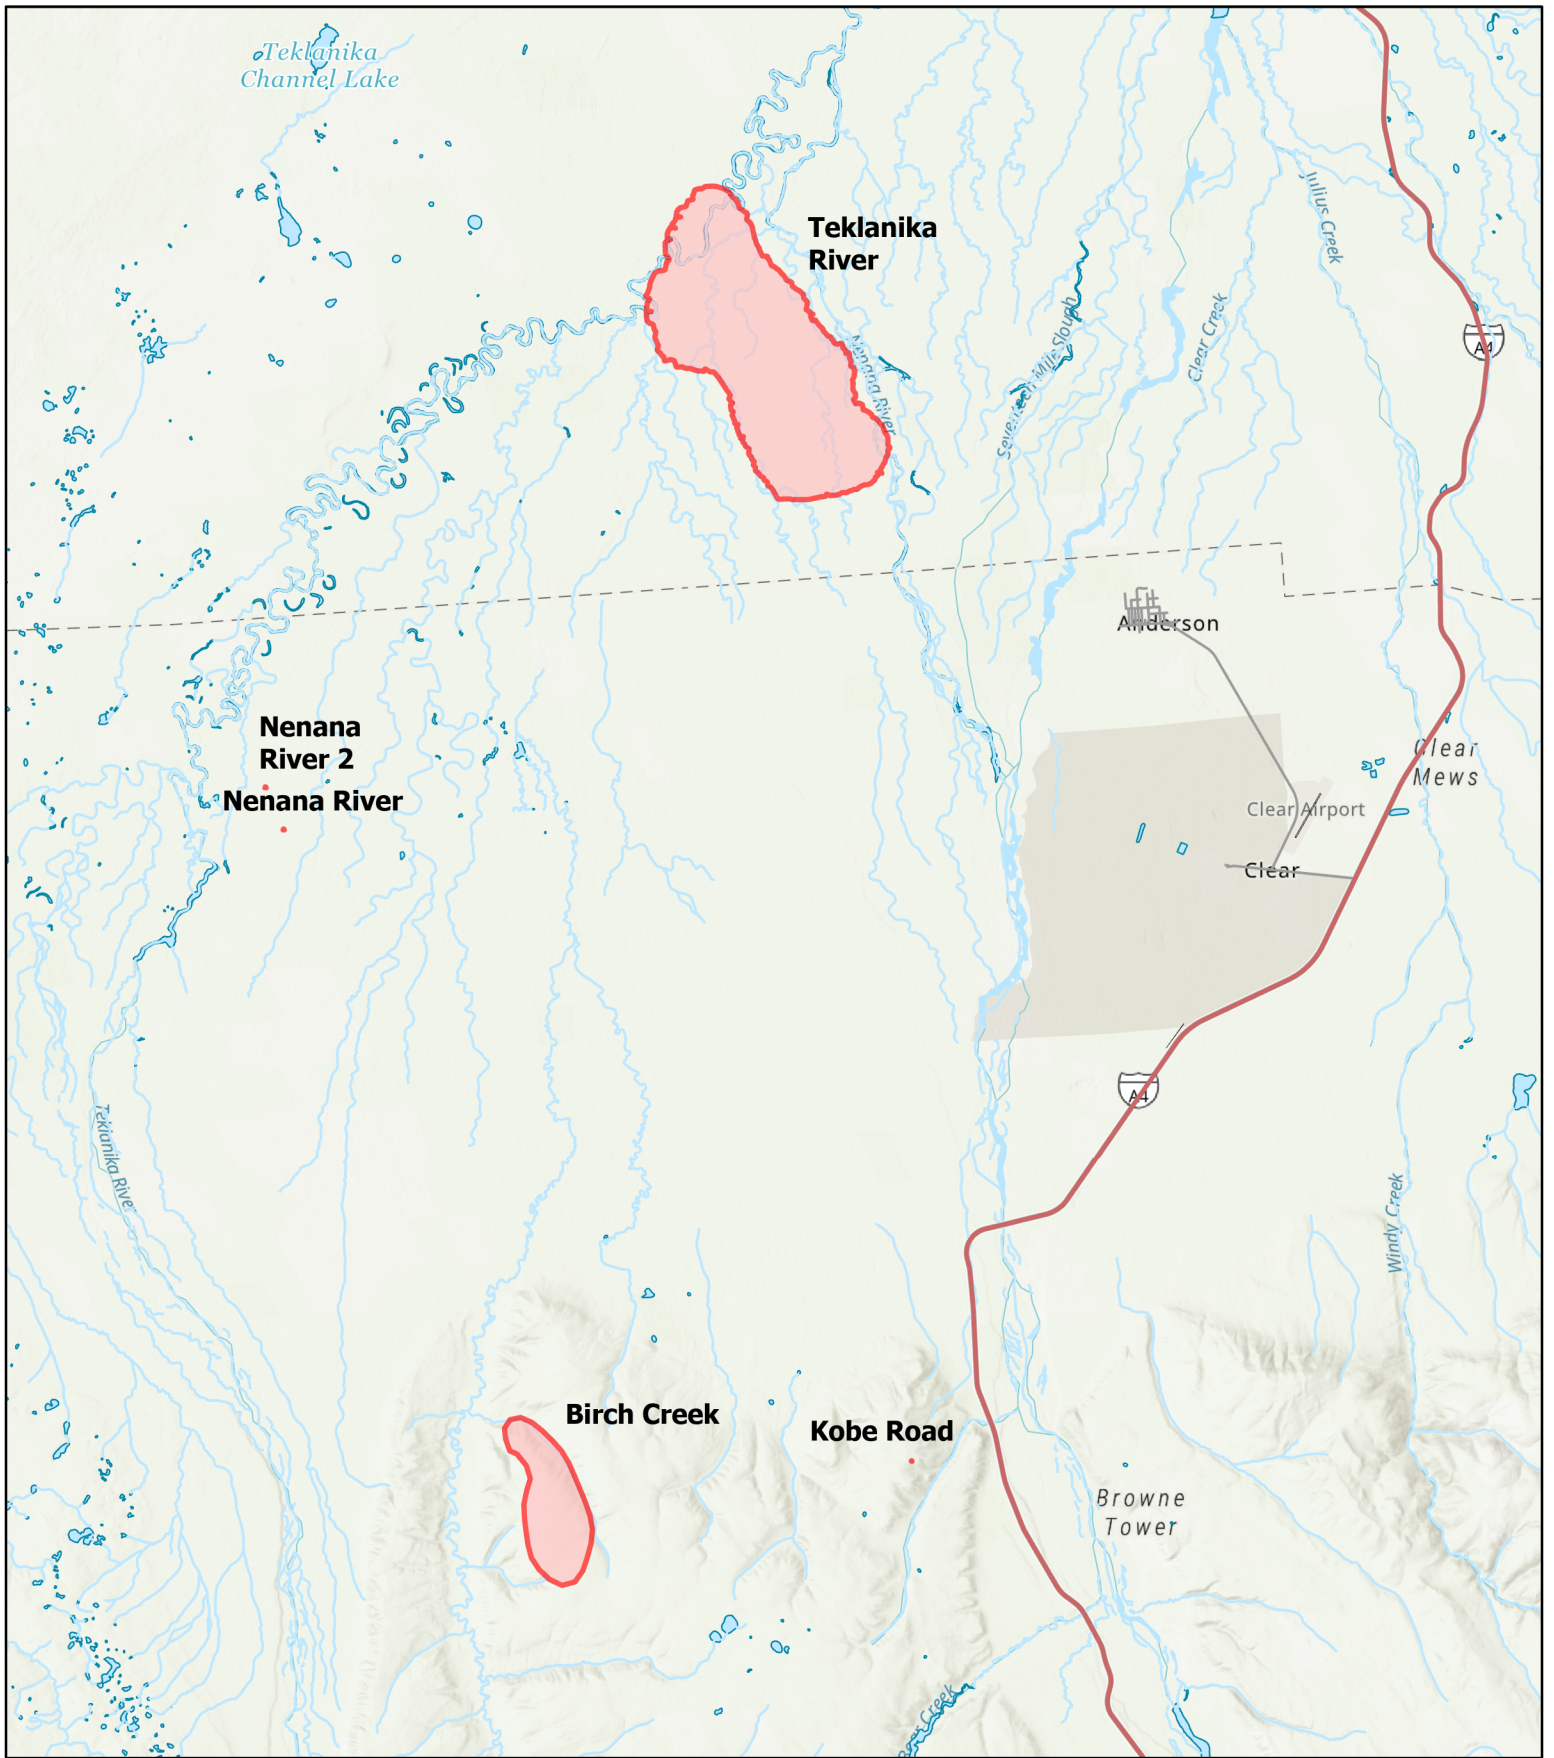 Teklanika
Channel Lake
Julius Creek
Teklanika
River
Seventeen Mile Slough
Clear Creek
A4
Nenana River
Anderson
Nenana
River 2
Clear
Mews
Nenana River
Clear Airport
Clear
A4
Teklanika River
Windy Creek
Birch Creek
Kobe Road
Browne
Tower
Bear Creek